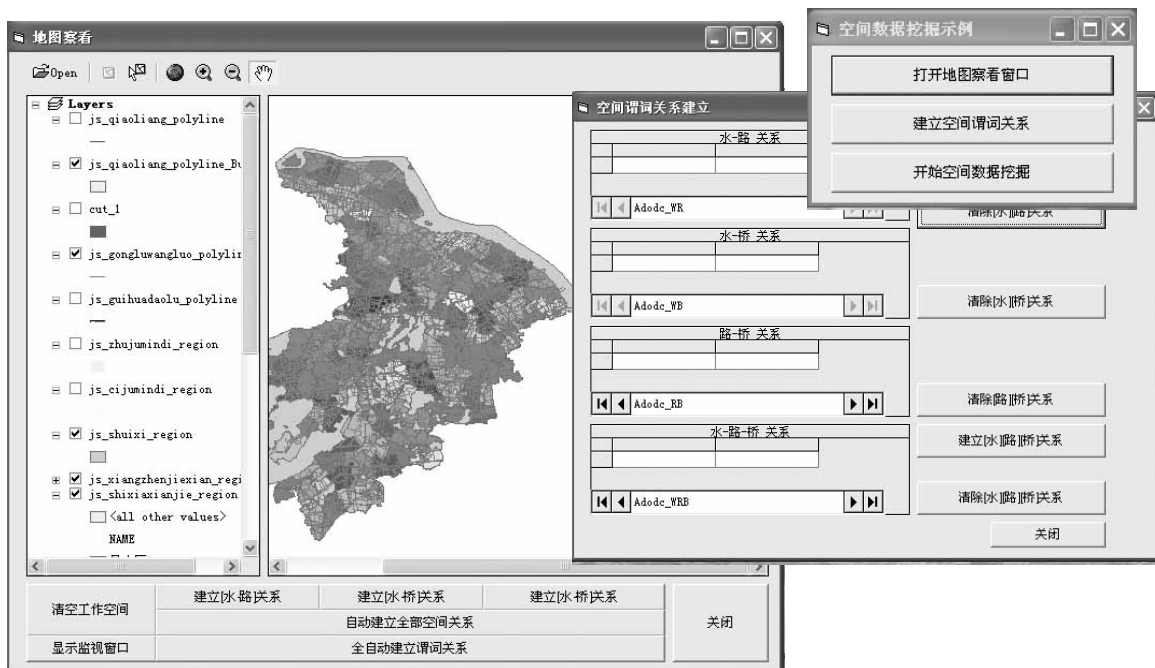 地图察看
Open
Layers
js_qiaoliang_polyline
js_qiaoliang_polyline_Bu
cut_1
js_gongluwangluo_polylin
js_guihuadaolu_polyline
js_zhujumindi_region
js_cijumindi_region
js_shuixi_region
js_xiangzhenjiexian_regi
js_shixiaxianjie_region
<all other values>
NAME
清空工作空间
建立[水-路]关系
建立[水-桥]关系
建立[水-桥]关系
自动建立全部空间关系
显示监视窗口
全自动建立谓词关系
关闭
空间谓词关系建立
水-路 关系
Adodc_WR
清除[水][路]关系
水-桥 关系
Adodc_WB
清除[水][桥]关系
路-桥 关系
Adodc_RB
清除[路][桥]关系
水-路-桥 关系
建立[水][路][桥]关系
Adodc_WRB
清除[水][路][桥]关系
关闭
空间数据挖掘示例
打开地图察看窗口
建立空间谓词关系
开始空间数据挖掘